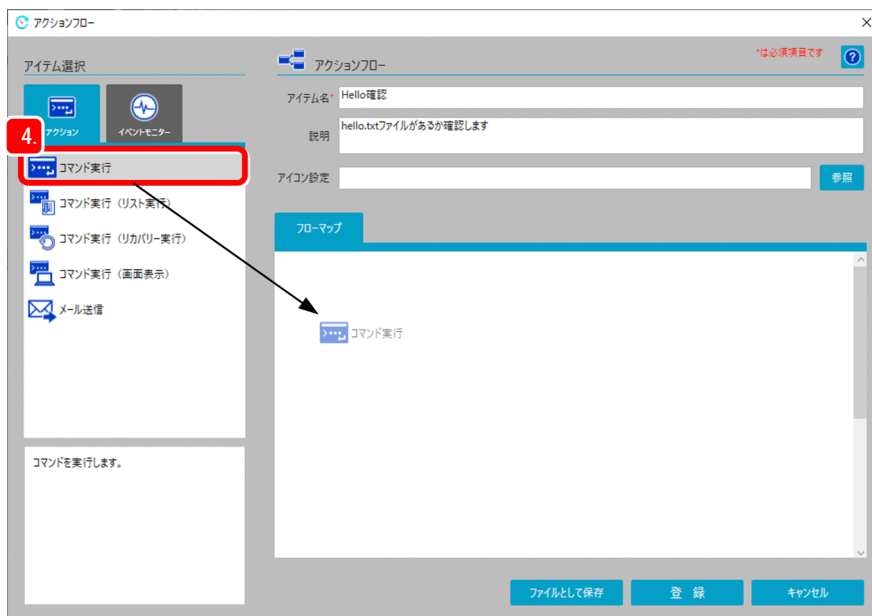 アクションフロー
アイテム選択
アクション
イベントモニター
4.
コマンド実行
コマンド実行（リスト実行）
コマンド実行（リカバリー実行）
コマンド実行（画面表示）
メール送信
コマンドを実行します。
アクションフロー
*は必須項目です
?
アイテム名*
Hello確認
説明
hello.txtファイルがあるか確認します
アイコン設定
参照
フローマップ
コマンド実行
ファイルとして保存
登 録
キャンセル